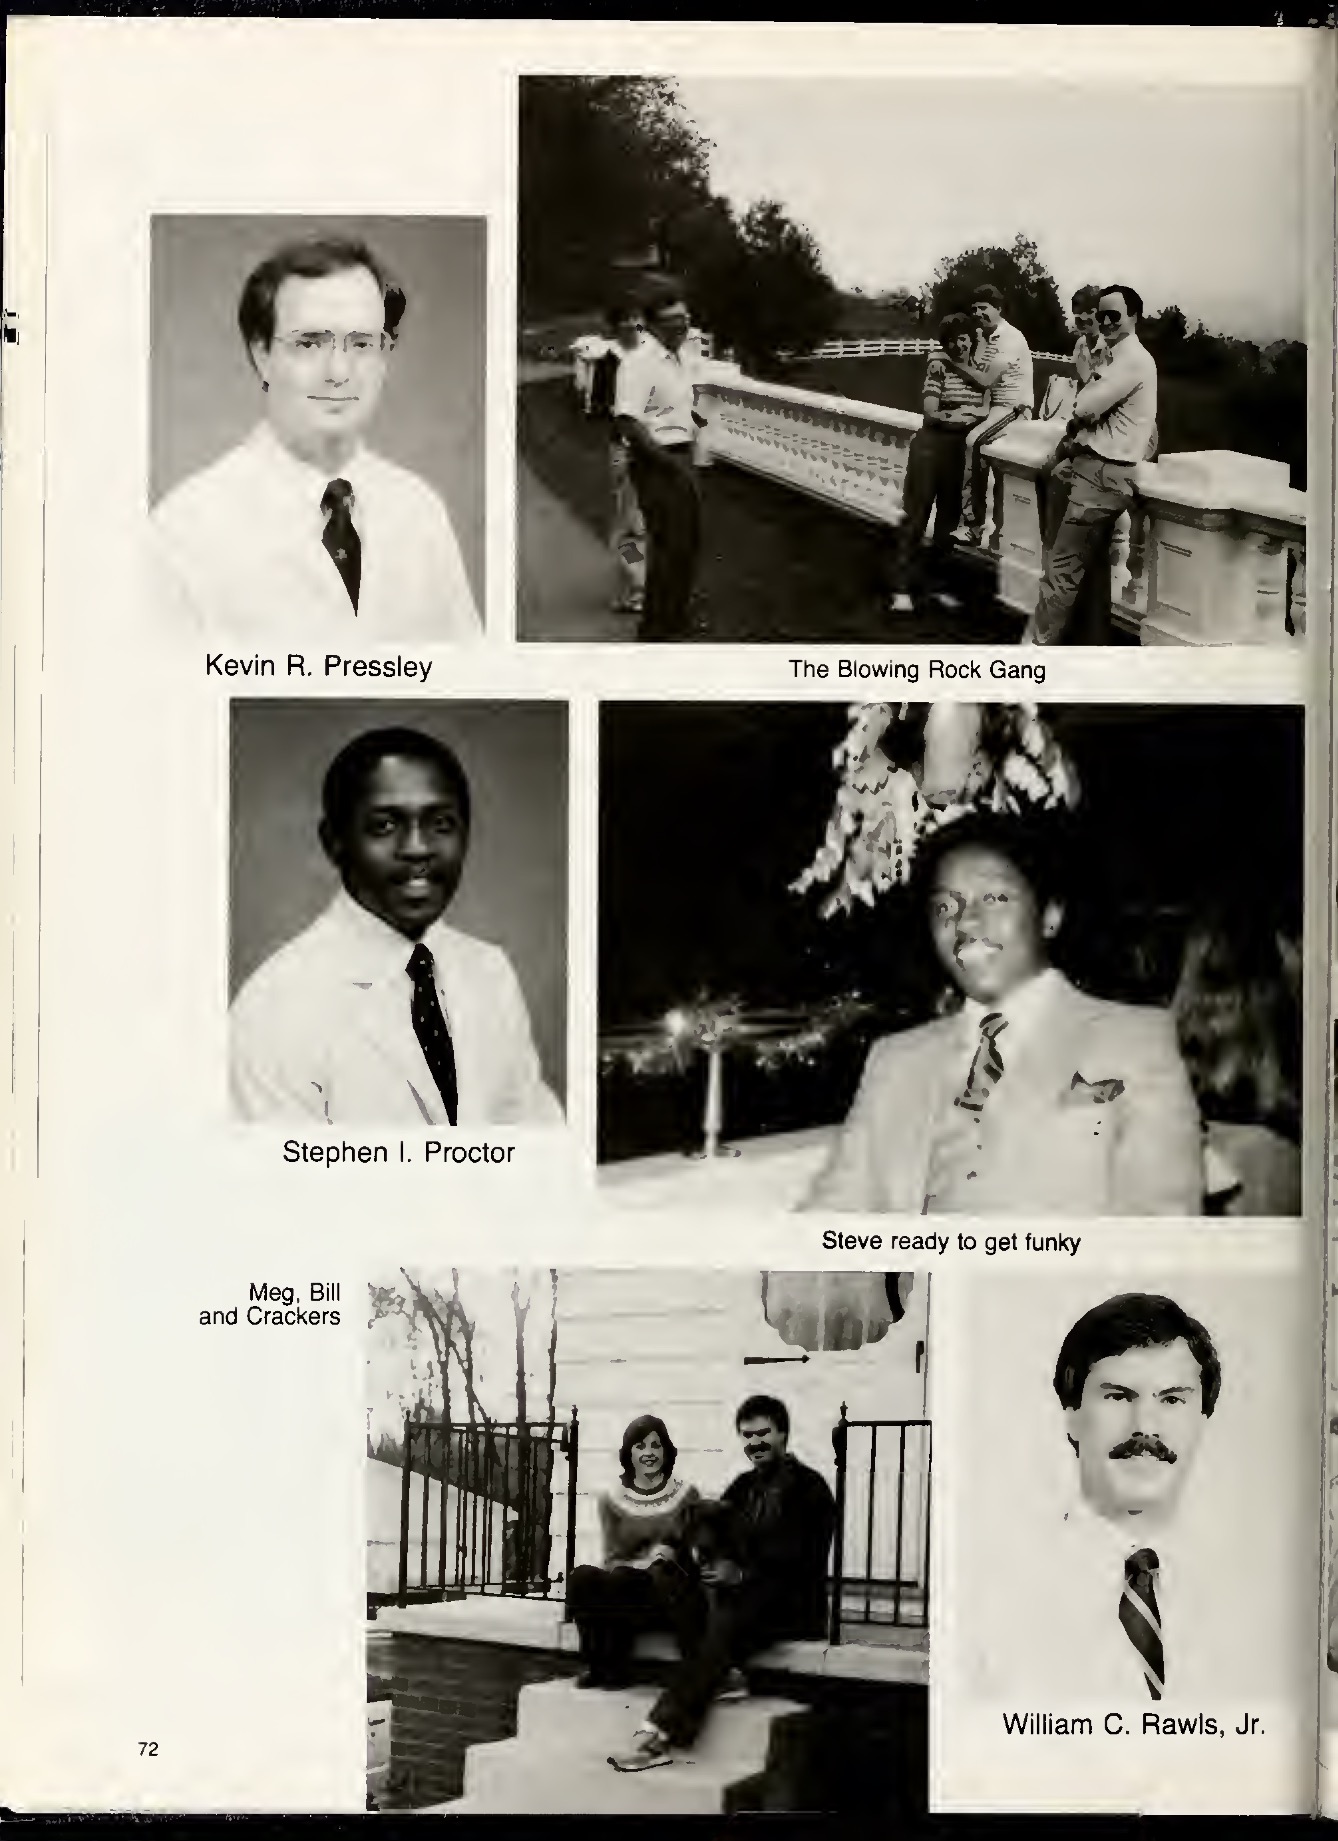 Kevin R. Pressley
The Blowing Rock Gang
Stephen I. Proctor
Steve ready to get funky
Meg, Bill
and Crackers
William C. Rawls, Jr.
72